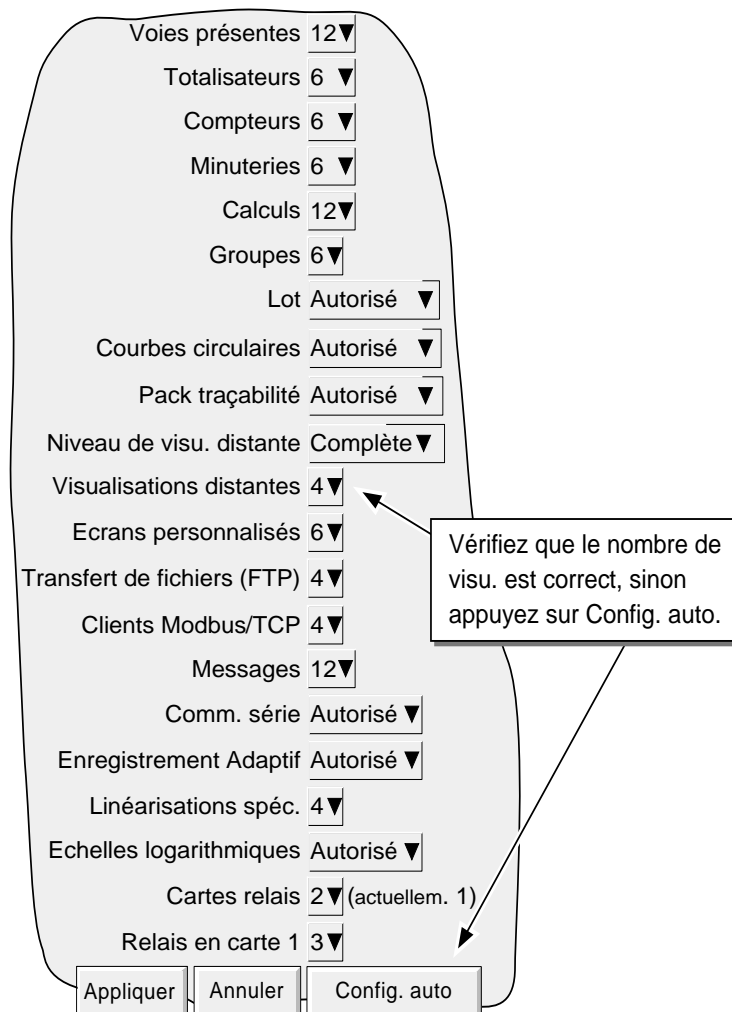 Voies présentes 12▼
Totalisateurs 6 ▼
Compteurs 6 ▼
Minuteries 6 ▼
Calculs 12▼
Groupes 6▼
Lot Autorisé ▼
Courbes circulaires Autorisé ▼
Pack traçabilité Autorisé ▼
Niveau de visu. distante Complète▼
Visualisations distantes 4▼
Ecrans personnalisés 6▼
Vérifiez que le nombre de
visu. est correct, sinon
appuyez sur Config. auto.
Transfert de fichiers (FTP) 4▼
Clients Modbus/TCP 4▼
Messages 12▼
Comm. série Autorisé ▼
Enregistrement Adaptif Autorisé ▼
Linéarisations spéc. 4▼
Echelles logarithmiques Autorisé ▼
Cartes relais 2▼ (actuellem. 1)
Relais en carte 1 3▼
Appliquer Annuler Config. auto